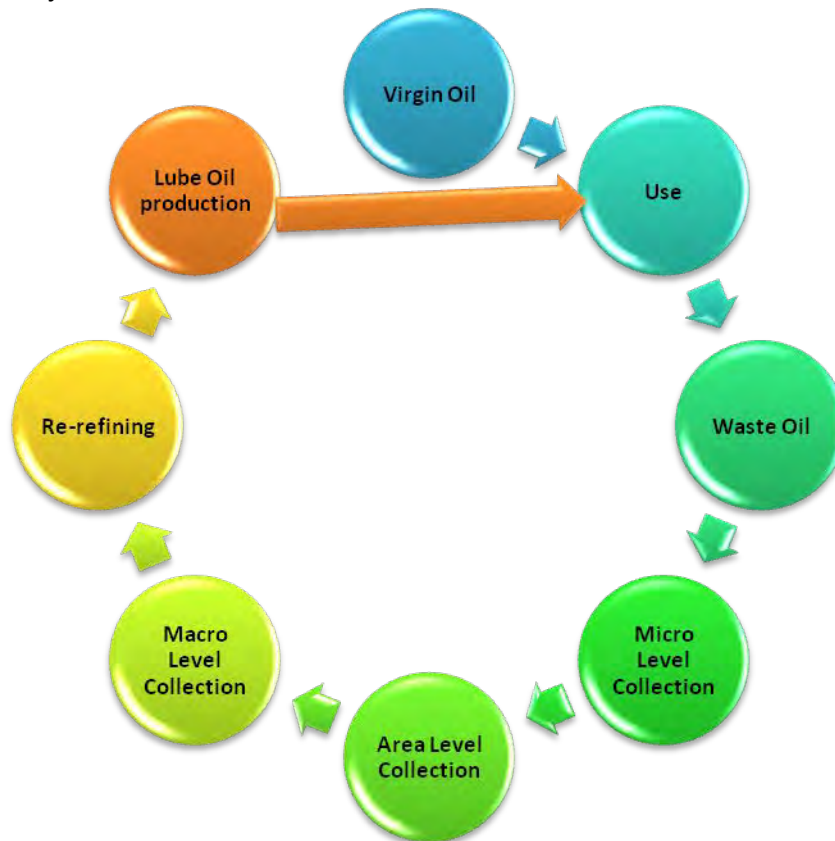 Virgin Oil
Lube Oil
production
Use
Re-refining
Waste Oil
Macro
Level
Collection
Micro
Level
Collection
Area Level
Collection